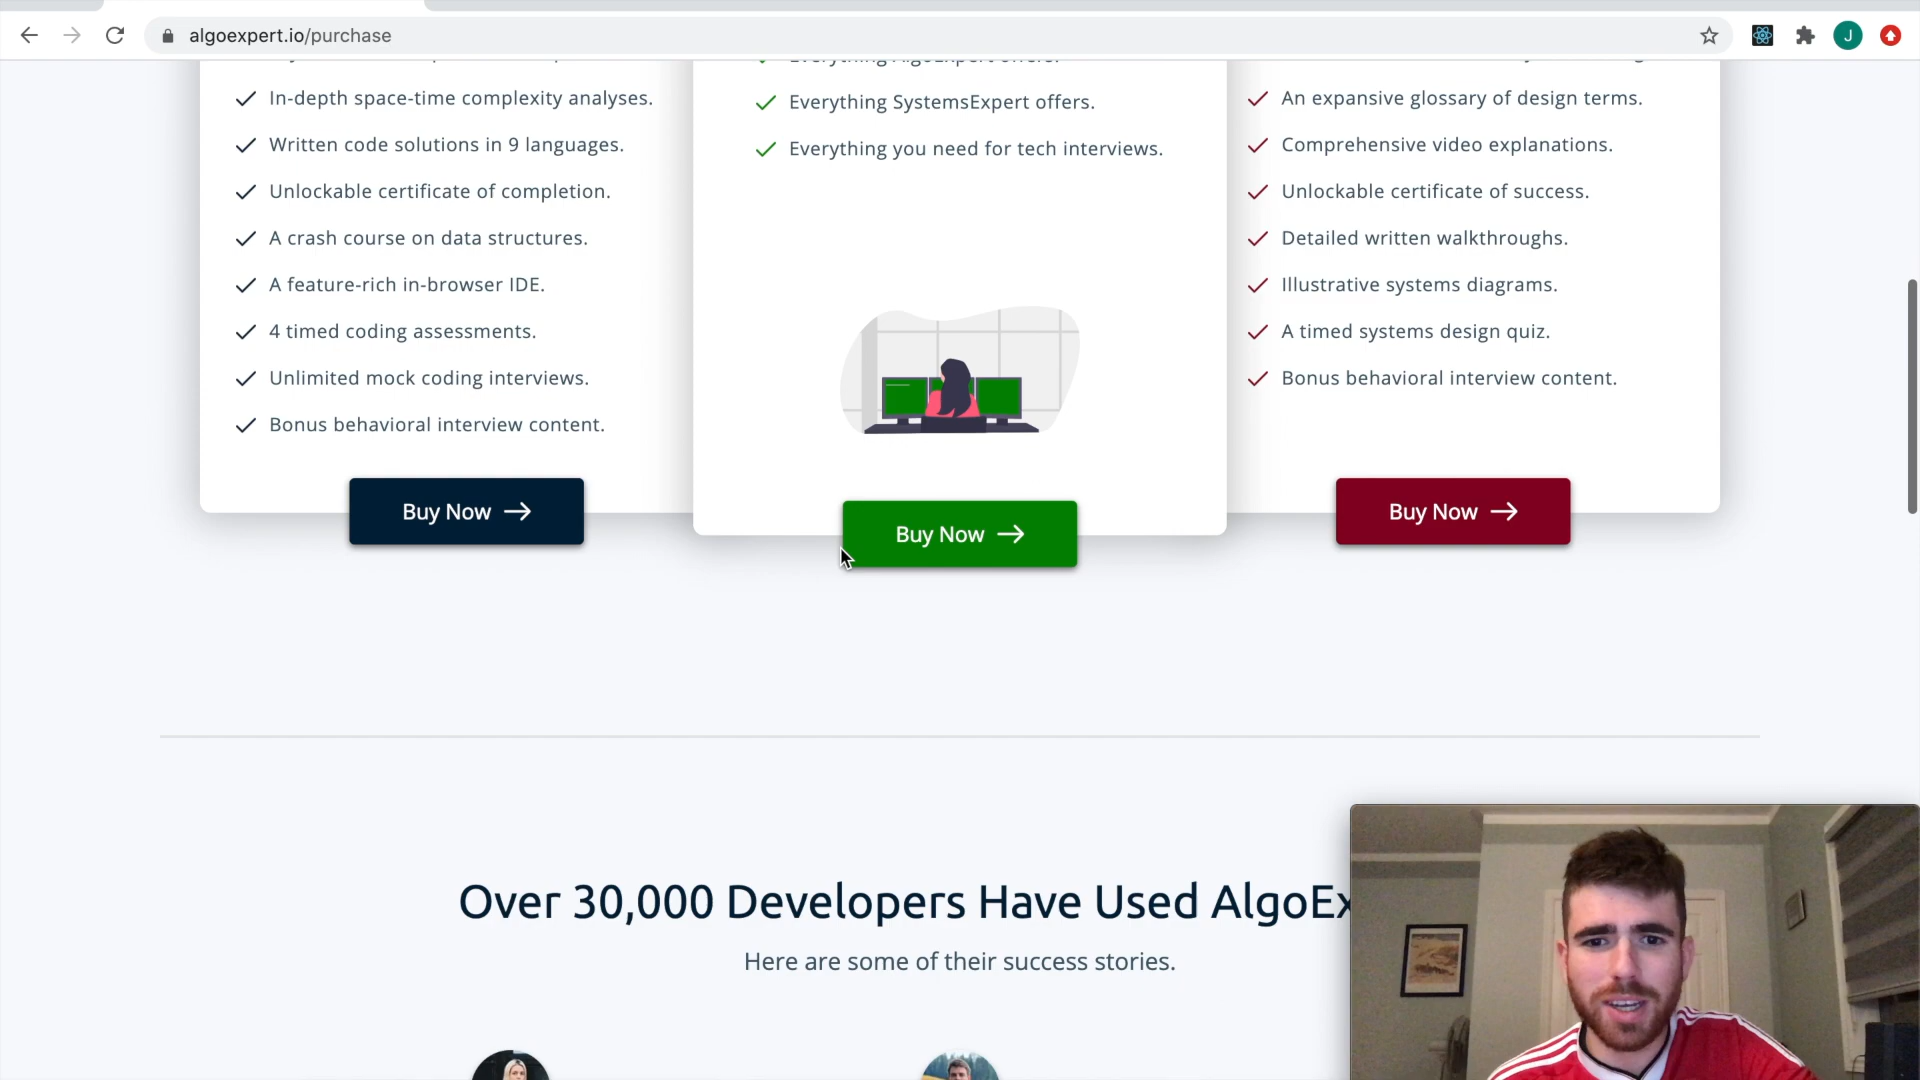 algoexpert.io/purchase
J
In-depth space-time complexity analyses.
Written code solutions in 9 languages.
Unlockable certificate of completion.
A crash course on data structures.
A feature-rich in-browser IDE.
4 timed coding assessments.
Unlimited mock coding interviews.
Bonus behavioral interview content.
Buy Now
Everything AlgoExpert offers.
Everything SystemsExpert offers.
Everything you need for tech interviews.
Buy Now
An expansive glossary of design terms.
Comprehensive video explanations.
Unlockable certificate of success.
Detailed written walkthroughs.
Illustrative systems diagrams.
A timed systems design quiz.
Bonus behavioral interview content.
Buy Now
Over 30,000 Developers Have Used AlgoEx
Here are some of their success stories.